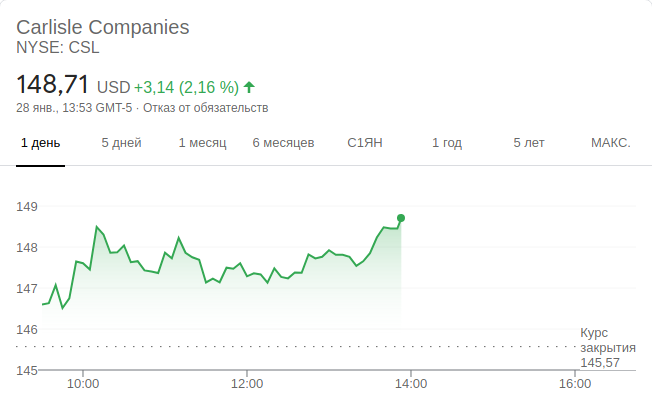 Carlisle Companies
NYSE: CSL
148,71 USD +3,14 (2,16 %)
28 янв., 13:53 GMT-5 · Отказ от обязательств
1 день 5 дней 1 месяц 6 месяцев С1ЯН 1 год 5 лет МАКС.
149
148
147
146
Курс
закрытия
145,57
145
10:00 12:00 14:00 16:00